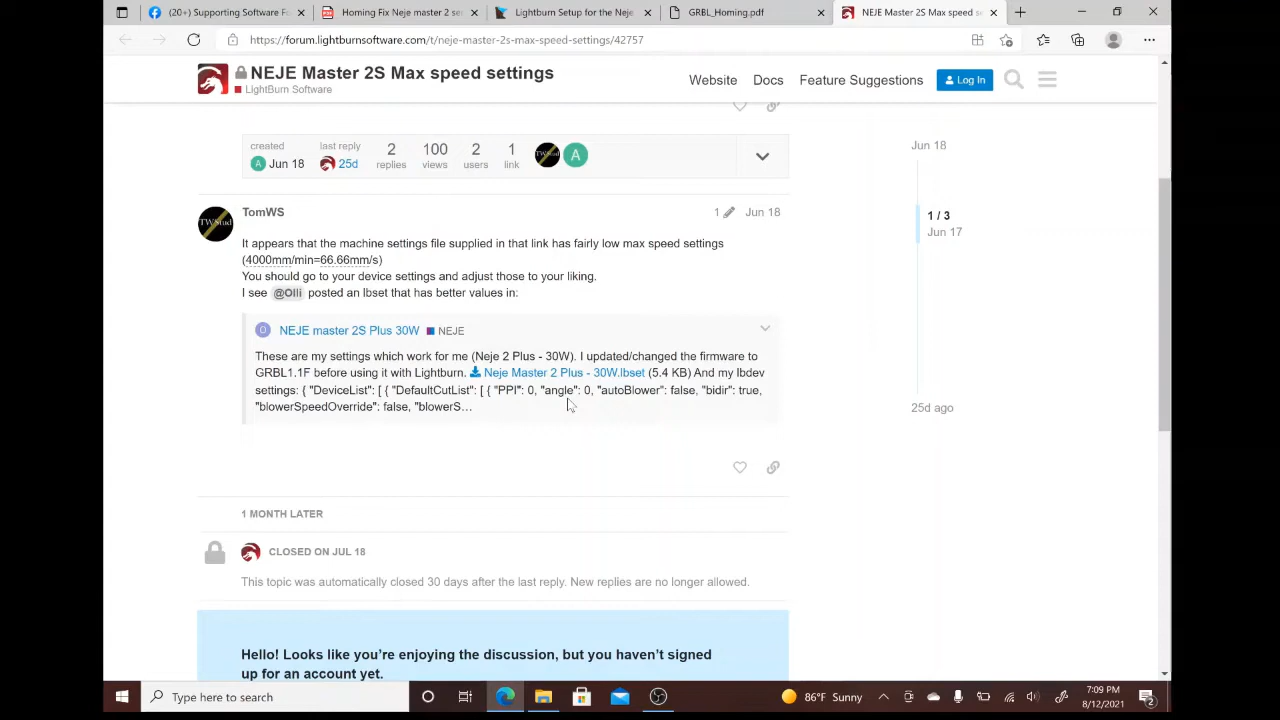 (20+) Supporting Software Fo
Homing Fix Neje master 2 se
Lightburn Setup for the Neje
GRBL_Homing.pdf
NEJE Master 2S Max speed s
https://forum.lightburnsoftware.com/t/neje-master-2s-max-speed-settings/42757
NEJE Master 2S Max speed settings
LightBurn Software
Website
Docs
Feature Suggestions
Log In
created
A Jun 18
last reply
25d
2
replies
100
views
2
users
1
link
A
Jun 18
1 / 3
Jun 17
25d ago
TomWS
1
Jun 18
It appears that the machine settings file supplied in that link has fairly low max speed settings
(4000mm/min=66.66mm/s)
You should go to your device settings and adjust those to your liking.
I see @Olli posted an lbset that has better values in:
NEJE master 2S Plus 30W NEJE
These are my settings which work for me (Neje 2 Plus - 30W). I updated/changed the firmware to
GRBL1.1F before using it with Lightburn. Neje Master 2 Plus - 30W.lbset (5.4 KB) And my lbdev
settings: { "DeviceList": [ { "DefaultCutList": [ { "PPI": 0, "angle": 0, "autoBlower": false, "bidir": true,
"blowerSpeedOverride": false, "blowerS…
1 MONTH LATER
CLOSED ON JUL 18
This topic was automatically closed 30 days after the last reply. New replies are no longer allowed.
Hello! Looks like you're enjoying the discussion, but you haven't signed
up for an account yet.
Type here to search
86°F Sunny
7:09 PM
8/12/2021
2